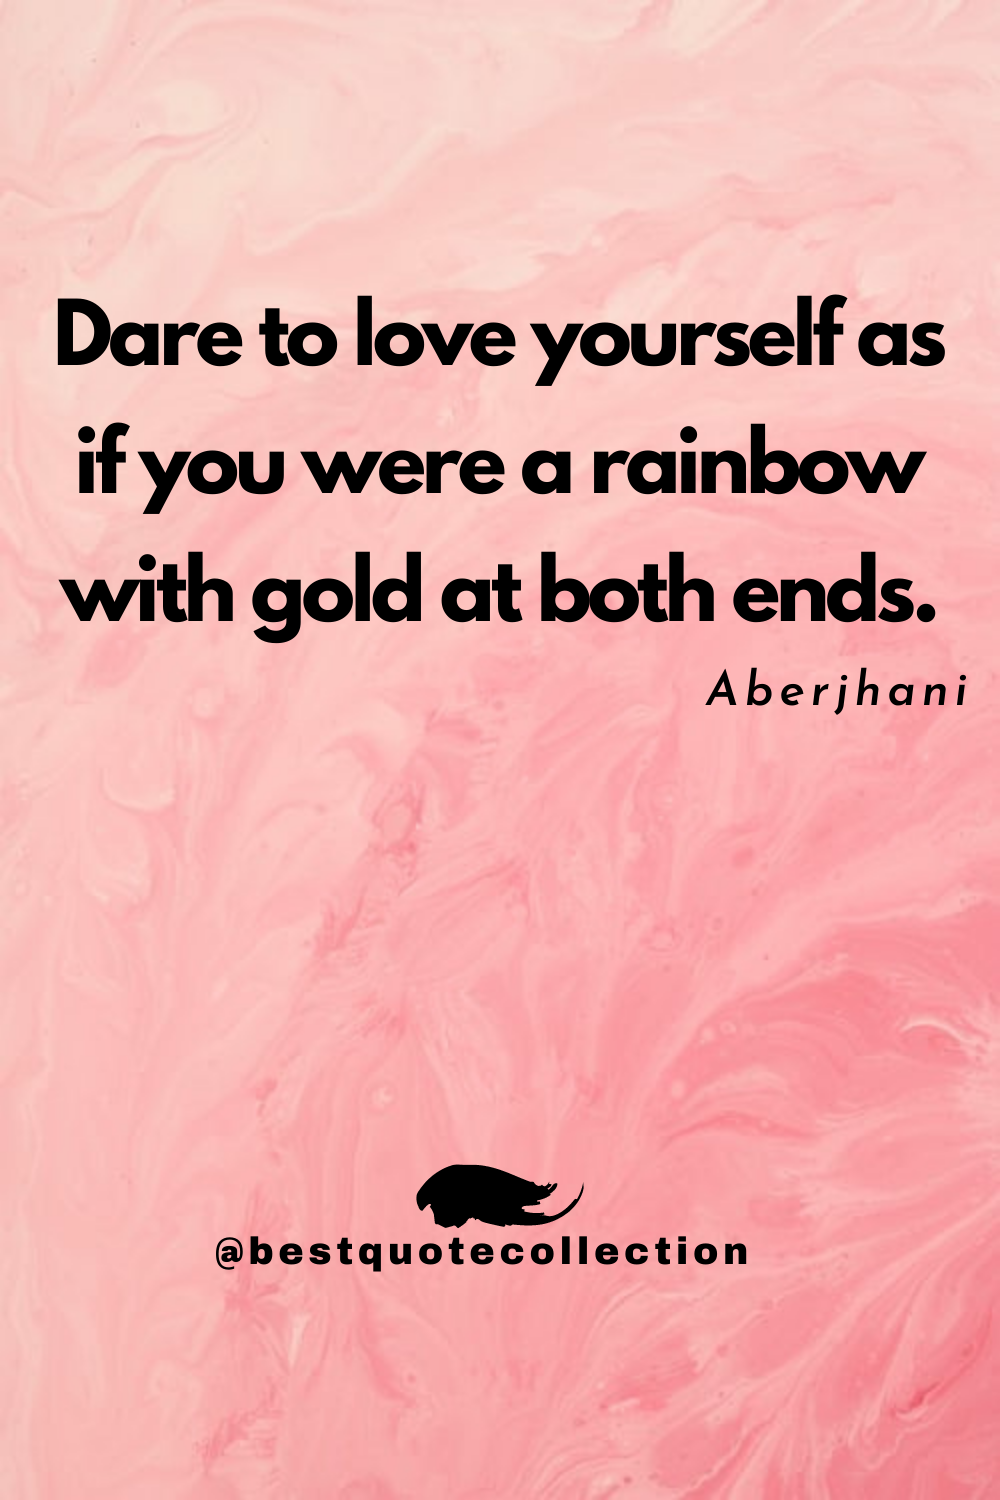 Dare to love yourself as
if you were a rainbow
with gold at both ends.
Aberjhani
@bestquotecollection